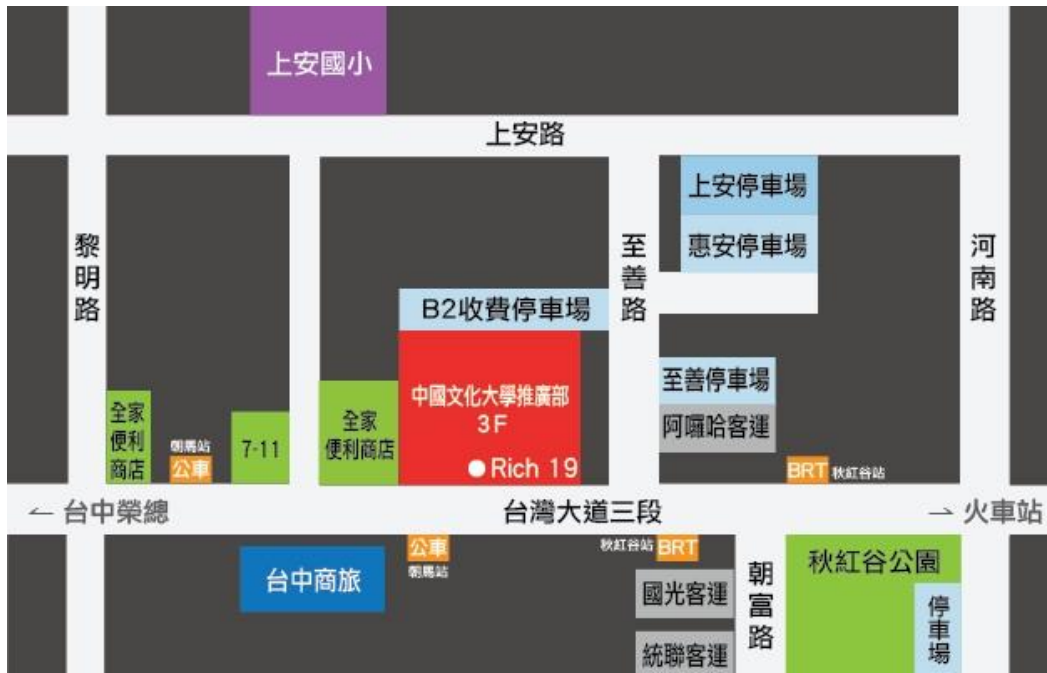 上安國小
上安路
上安停車場
惠安停車場
黎明路
至善路
河南路
B2收費停車場
中國文化大學推廣部
3F
Rich 19
至善停車場
阿囉哈客運
全家
便利
商店
朝馬站
公車
7-11
全家
便利商店
BRT 秋紅谷站
← 台中榮總
台灣大道三段
→ 火車站
公車
朝馬站
秋紅谷站 BRT
台中商旅
國光客運
統聯客運
朝富路
秋紅谷公園
停車場